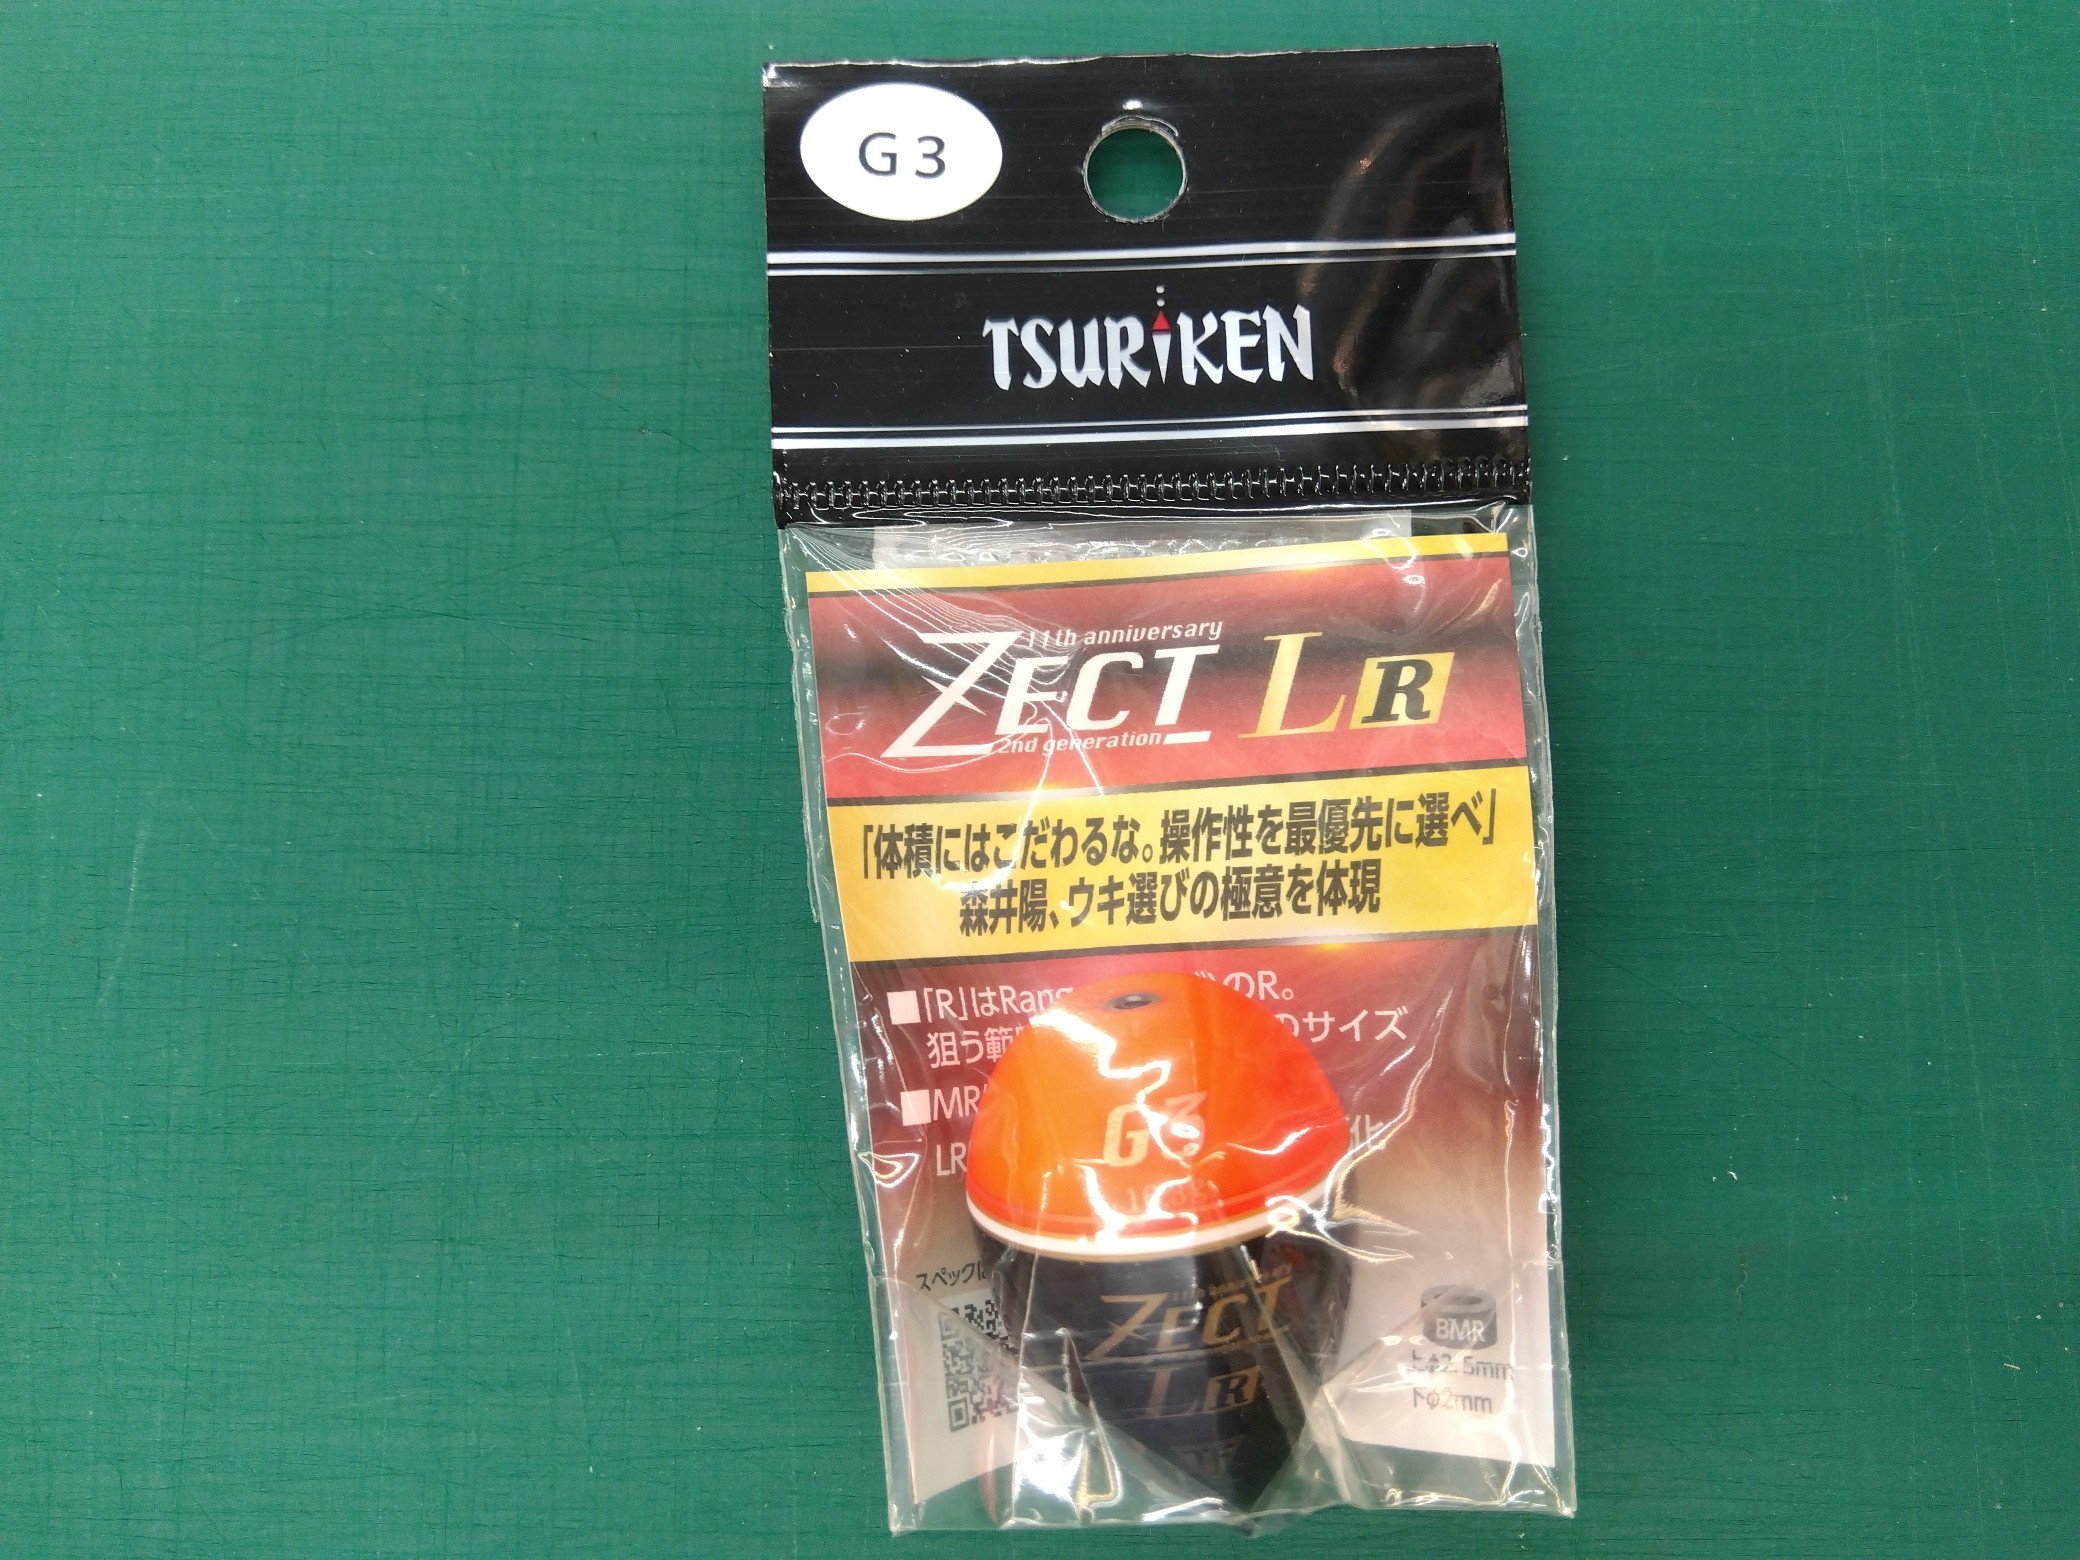 G3
TSURiKEN
11th anniversary
ZECT LR
2nd generation
「体積にはこだわるな。操作性を最優先に選べ」
森井陽、ウキ選びの極意を体現
■「R」はRang のR。
狙う のサイズ
■MR
LR 化
G3
スペック
ZECT
LR
BMR
上φ2.5mm
下φ2mm